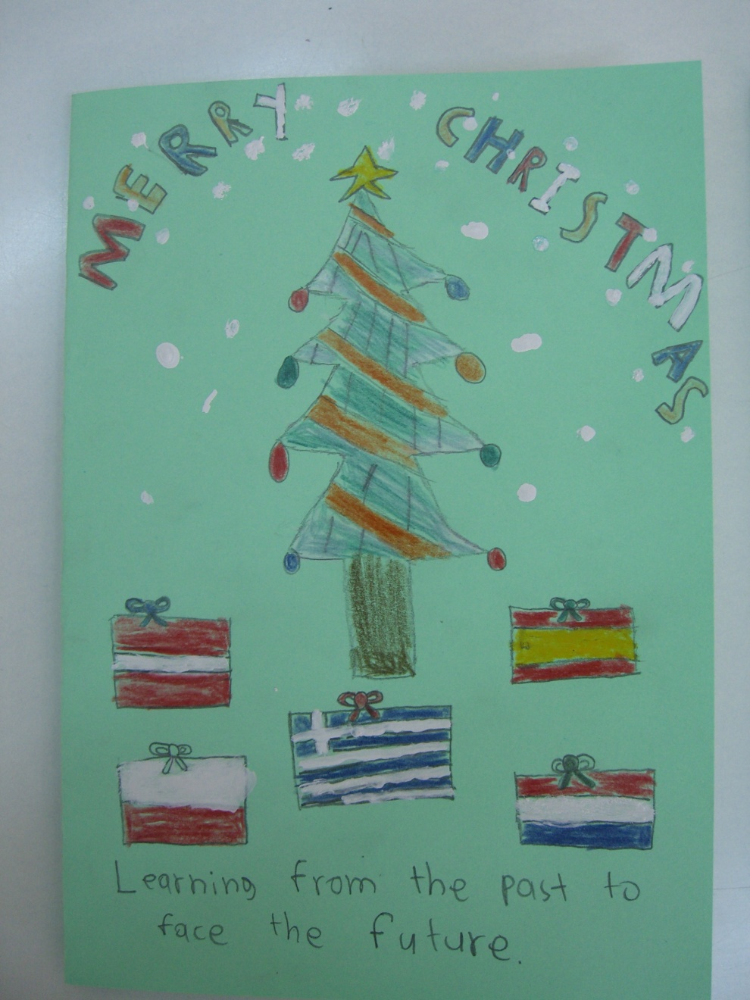 MERRY CHRISTMAS
Learning from the past to
face the future.